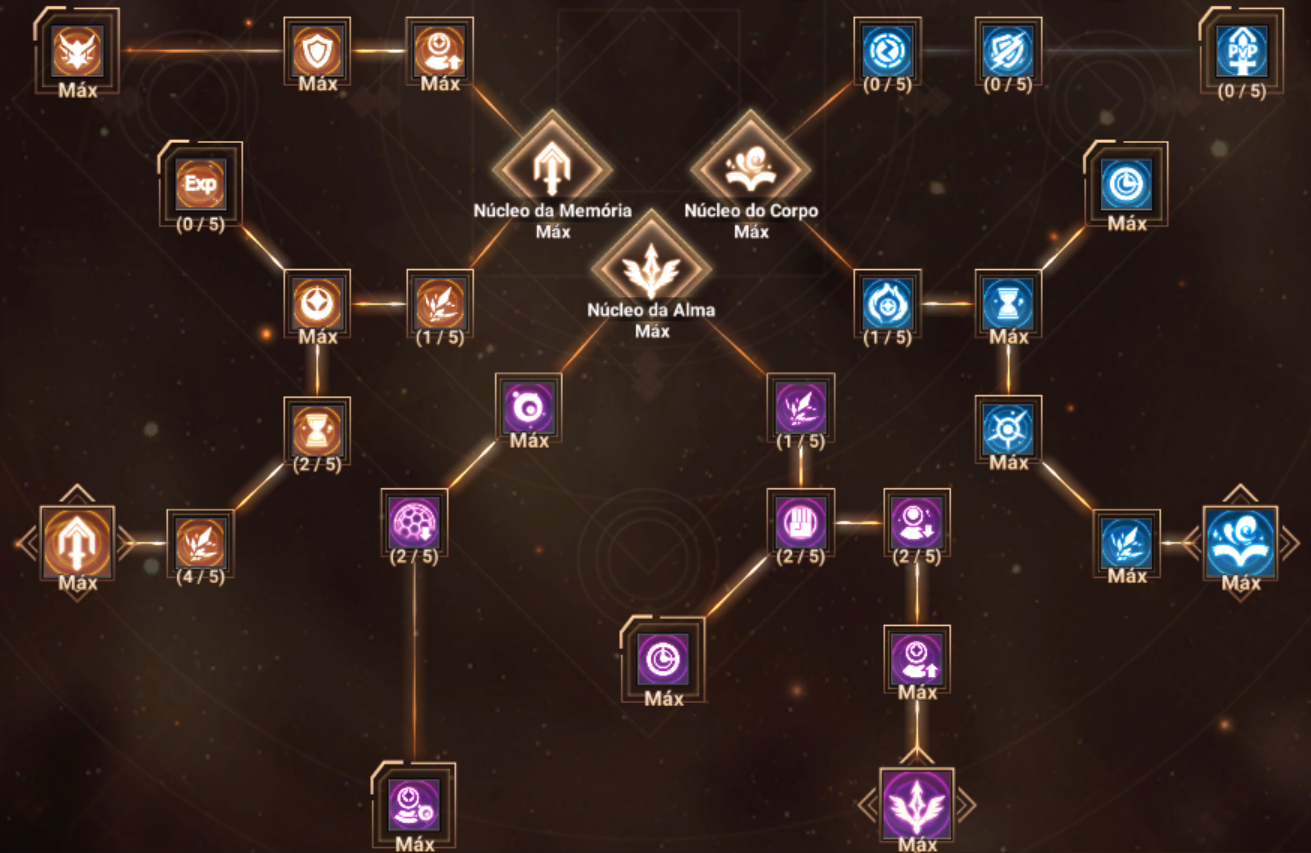 Máx
Máx
Máx
(0 / 5)
(0 / 5)
PVP
(0 / 5)
Exp
(0 / 5)
Núcleo da Memória
Máx
Núcleo do Corpo
Máx
Máx
Núcleo da Alma
Máx
Máx
(1 / 5)
(1 / 5)
Máx
(2 / 5)
Máx
(1 / 5)
Máx
Máx
(4 / 5)
(2 / 5)
(2 / 5)
(2 / 5)
Máx
Máx
Máx
Máx
Máx
Máx